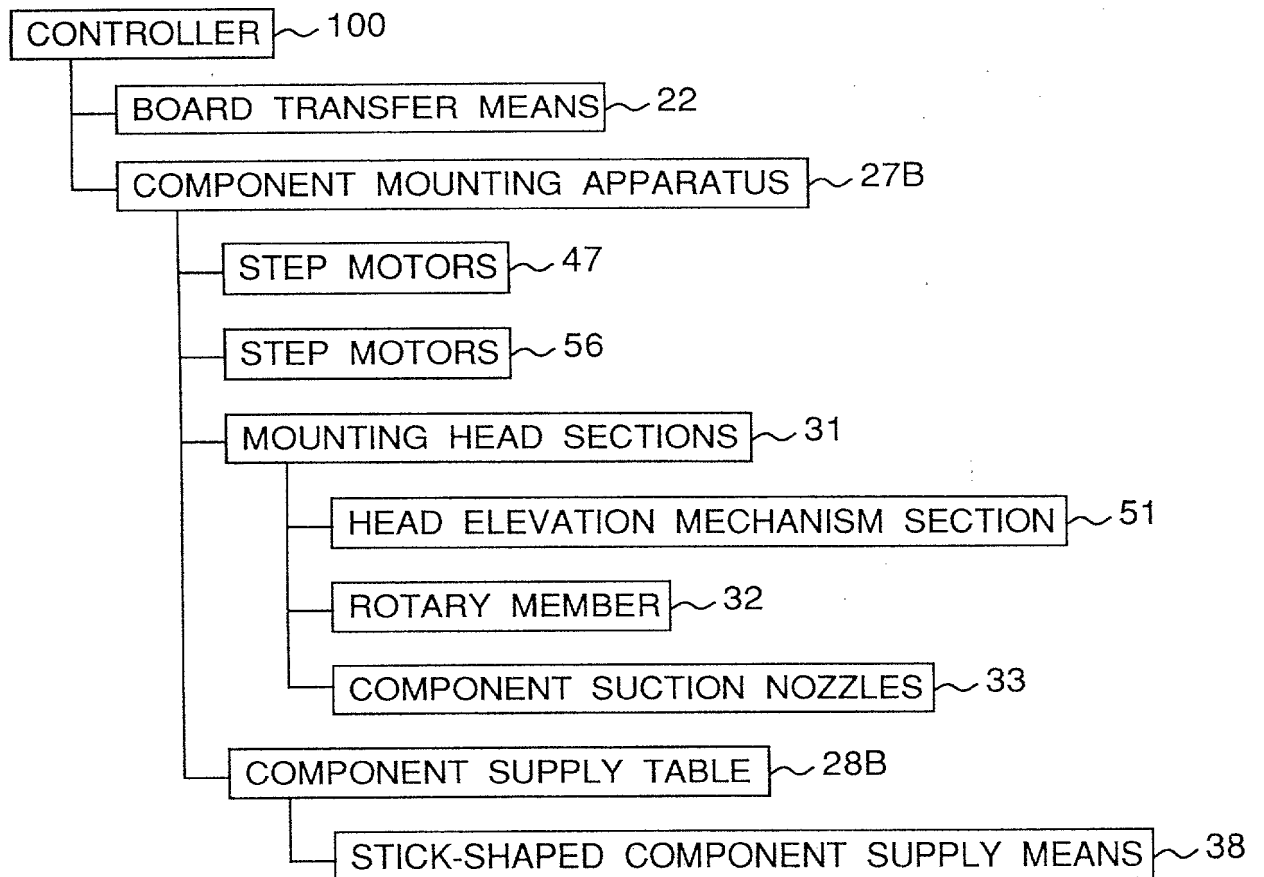 CONTROLLER 100
BOARD TRANSFER MEANS 22
COMPONENT MOUNTING APPARATUS 27B
STEP MOTORS 47
STEP MOTORS 56
MOUNTING HEAD SECTIONS 31
HEAD ELEVATION MECHANISM SECTION 51
ROTARY MEMBER 32
COMPONENT SUCTION NOZZLES 33
COMPONENT SUPPLY TABLE 28B
STICK-SHAPED COMPONENT SUPPLY MEANS 38